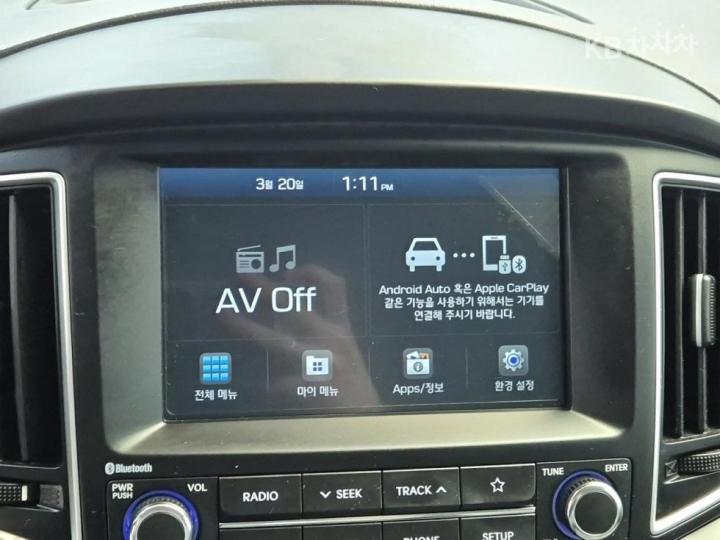 KB차차차
3월 20일 1:11 PM
AV Off
Android Auto 혹은 Apple CarPlay
같은 기능을 사용하기 위해서는 기기를
연결해 주시기 바랍니다.
전체 메뉴 마이 메뉴 Apps/정보 환경 설정
Bluetooth
PWR
PUSH
VOL
RADIO
SEEK
TRACK
TUNE
ENTER
PHONE
SETUP